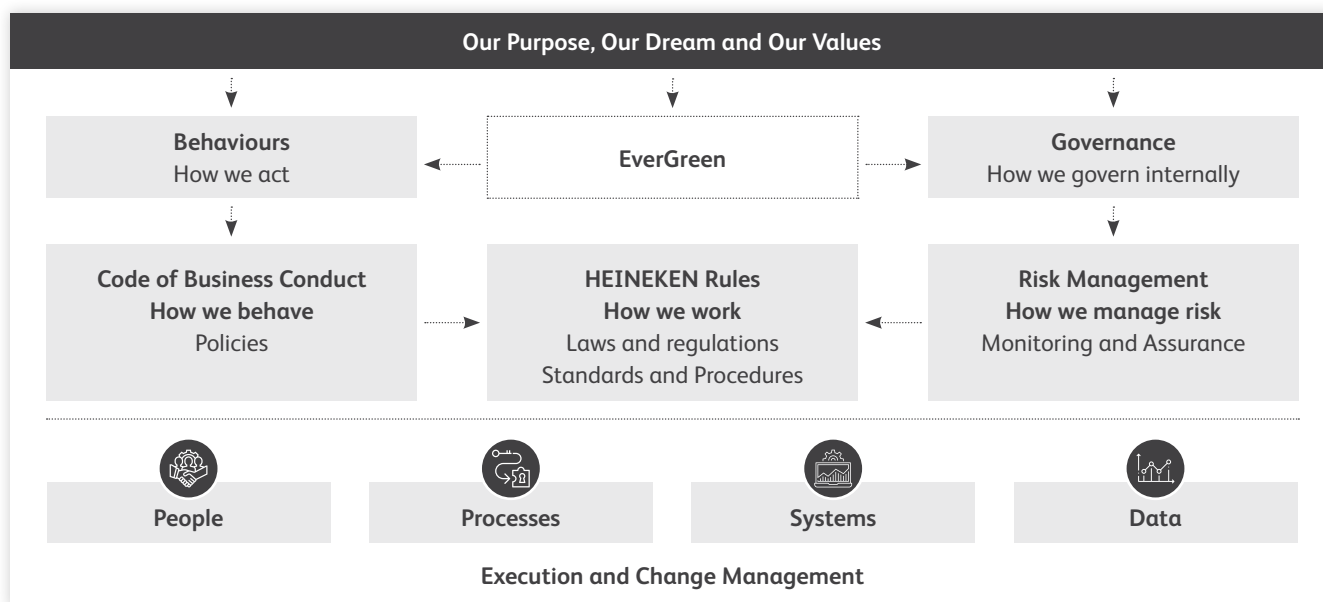 Our Purpose, Our Dream and Our Values
Behaviours
How we act
EverGreen
Governance
How we govern internally
Code of Business Conduct
How we behave
Policies
HEINEKEN Rules
How we work
Laws and regulations
Standards and Procedures
Risk Management
How we manage risk
Monitoring and Assurance
People
Processes
Systems
Data
Execution and Change Management